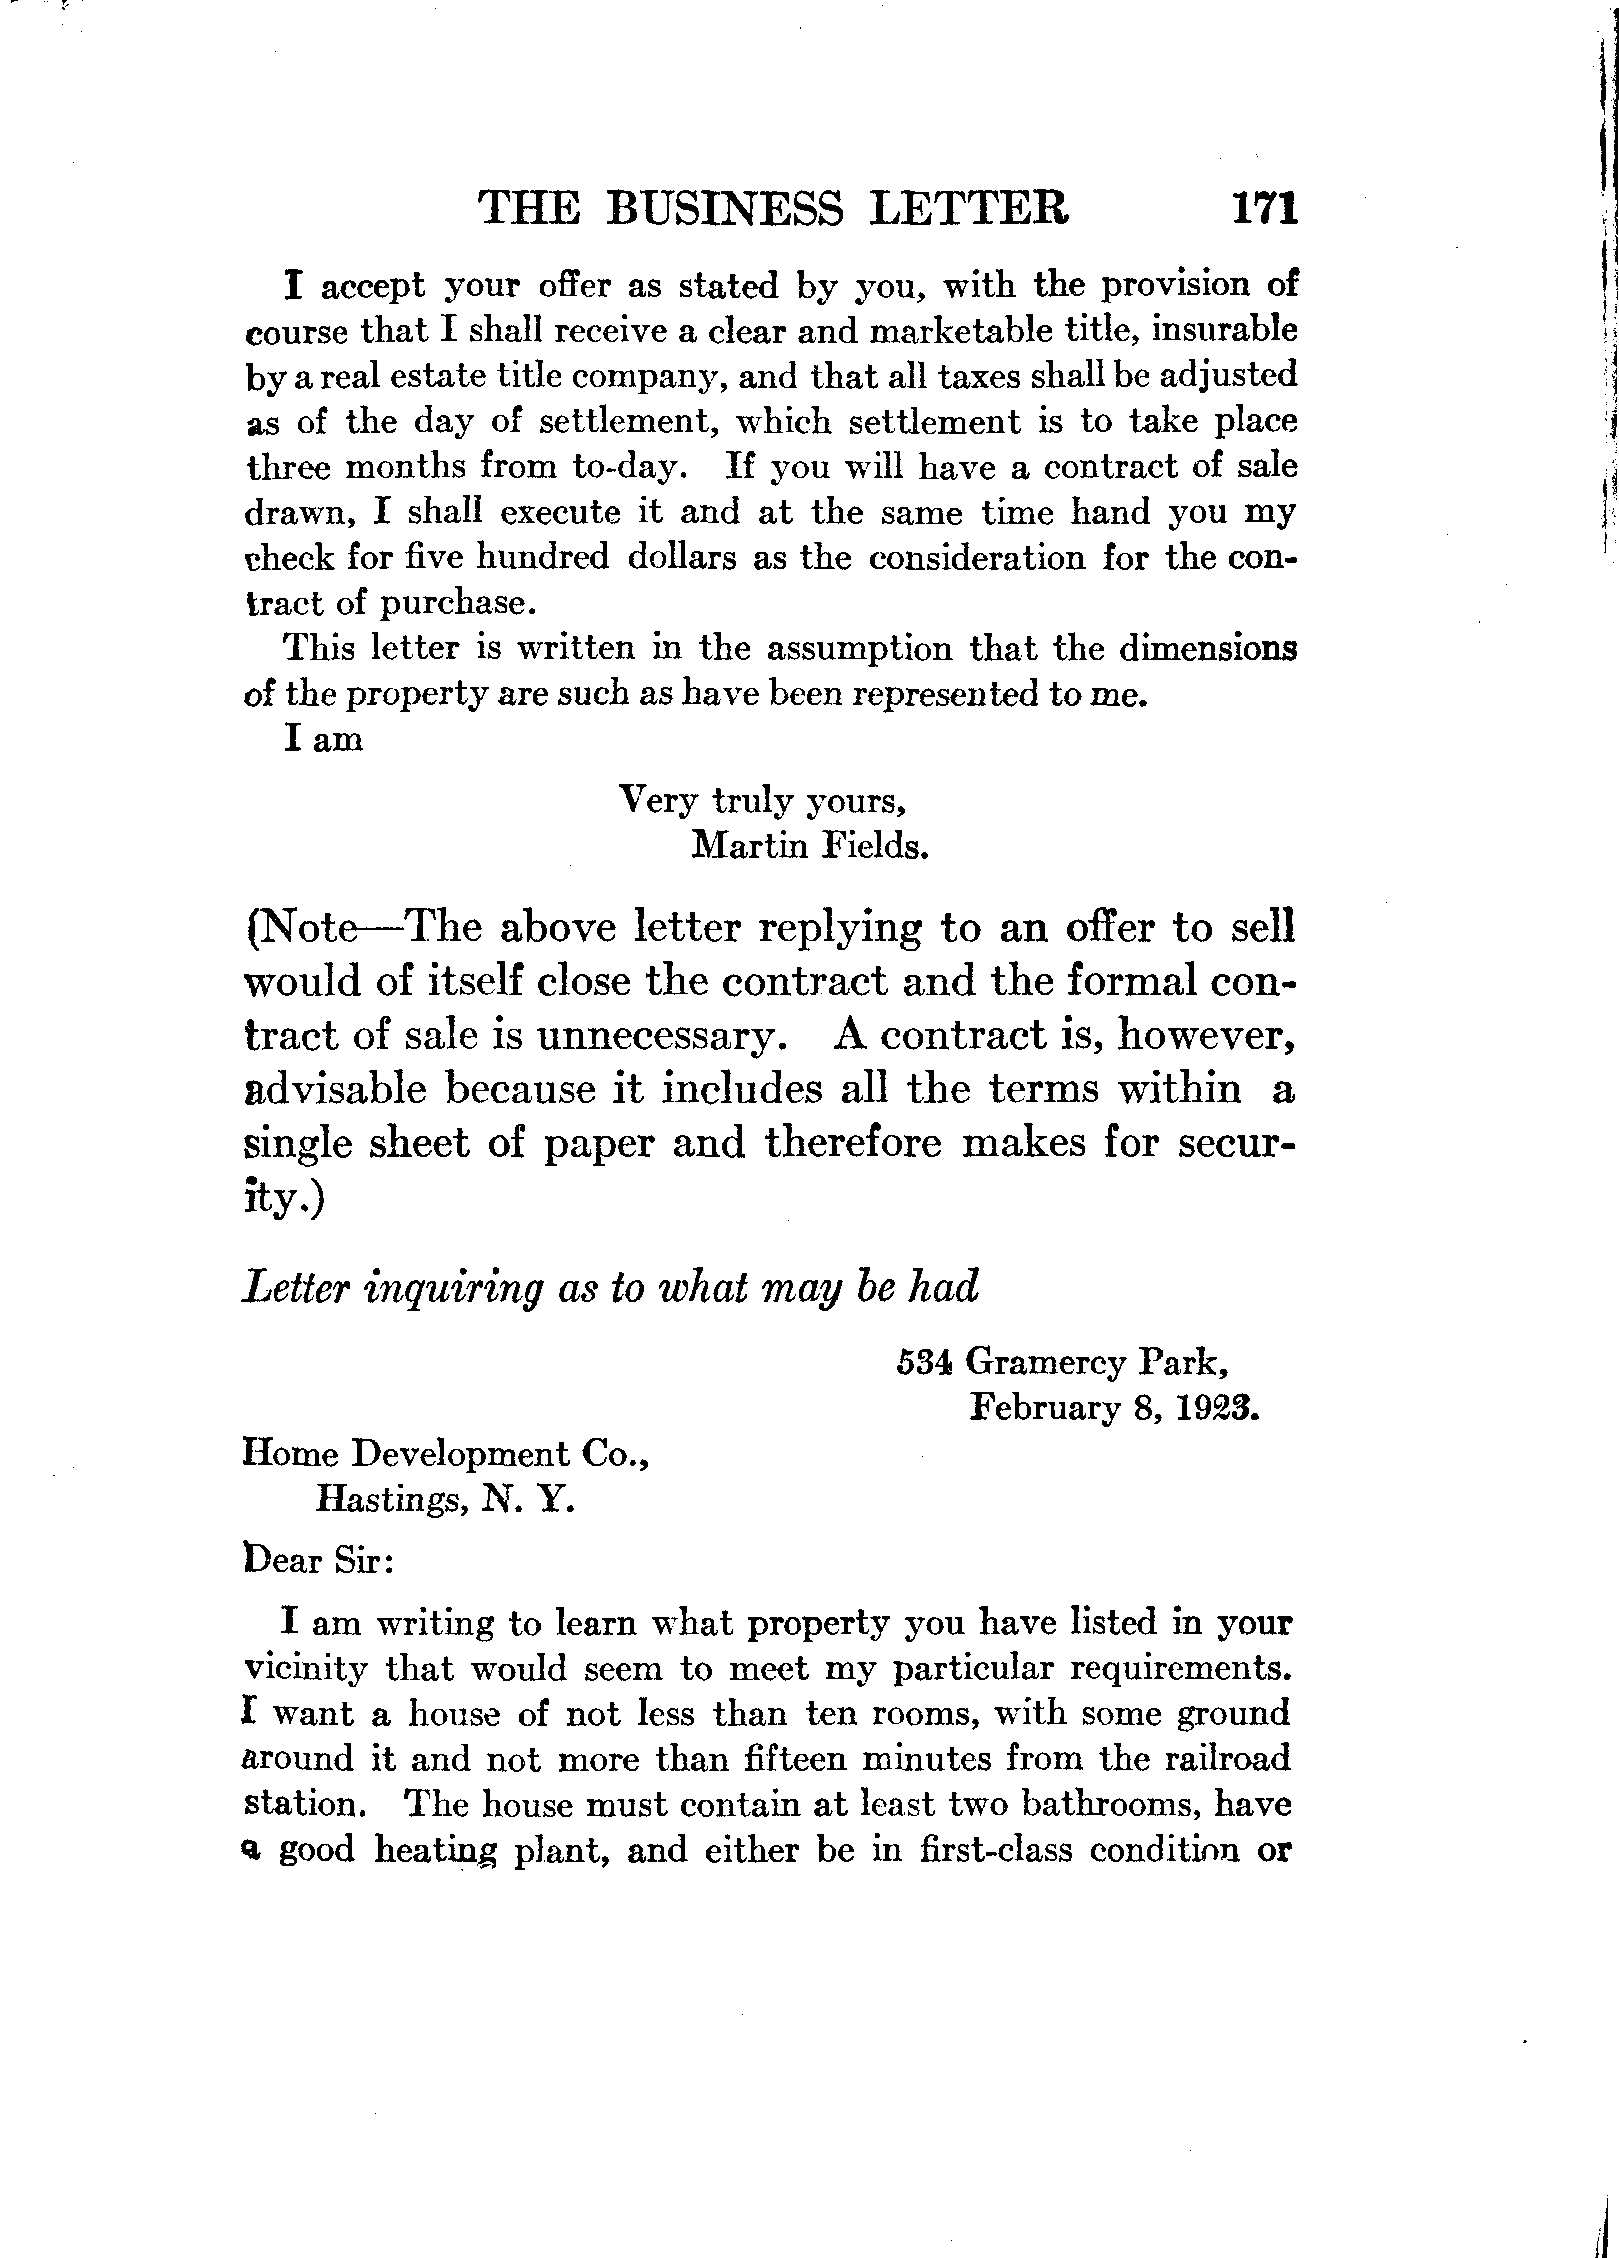 THE BUSINESS LETTER 171
I accept your offer as stated by you, with the provision of
course that I shall receive a clear and marketable title, insurable
by a real estate title company, and that all taxes shall be adjusted
as of the day of settlement, which settlement is to take place
three months from to-day. If you will have a contract of sale
drawn, I shall execute it and at the same time hand you my
check for five hundred dollars as the consideration for the con-
tract of purchase.
This letter is written in the assumption that the dimensions
of the property are such as have been represented to me.
I am
Very truly yours,
Martin Fields.
(Note—The above letter replying to an offer to sell
would of itself close the contract and the formal con-
tract of sale is unnecessary. A contract is, however,
advisable because it includes all the terms within a
single sheet of paper and therefore makes for secur-
ity.)
Letter inquiring as to what may be had
534 Gramercy Park,
February 8, 1923.
Home Development Co.,
Hastings, N. Y.
Dear Sir:
I am writing to learn what property you have listed in your
vicinity that would seem to meet my particular requirements.
I want a house of not less than ten rooms, with some ground
around it and not more than fifteen minutes from the railroad
station. The house must contain at least two bathrooms, have
a good heating plant, and either be in first-class condition or